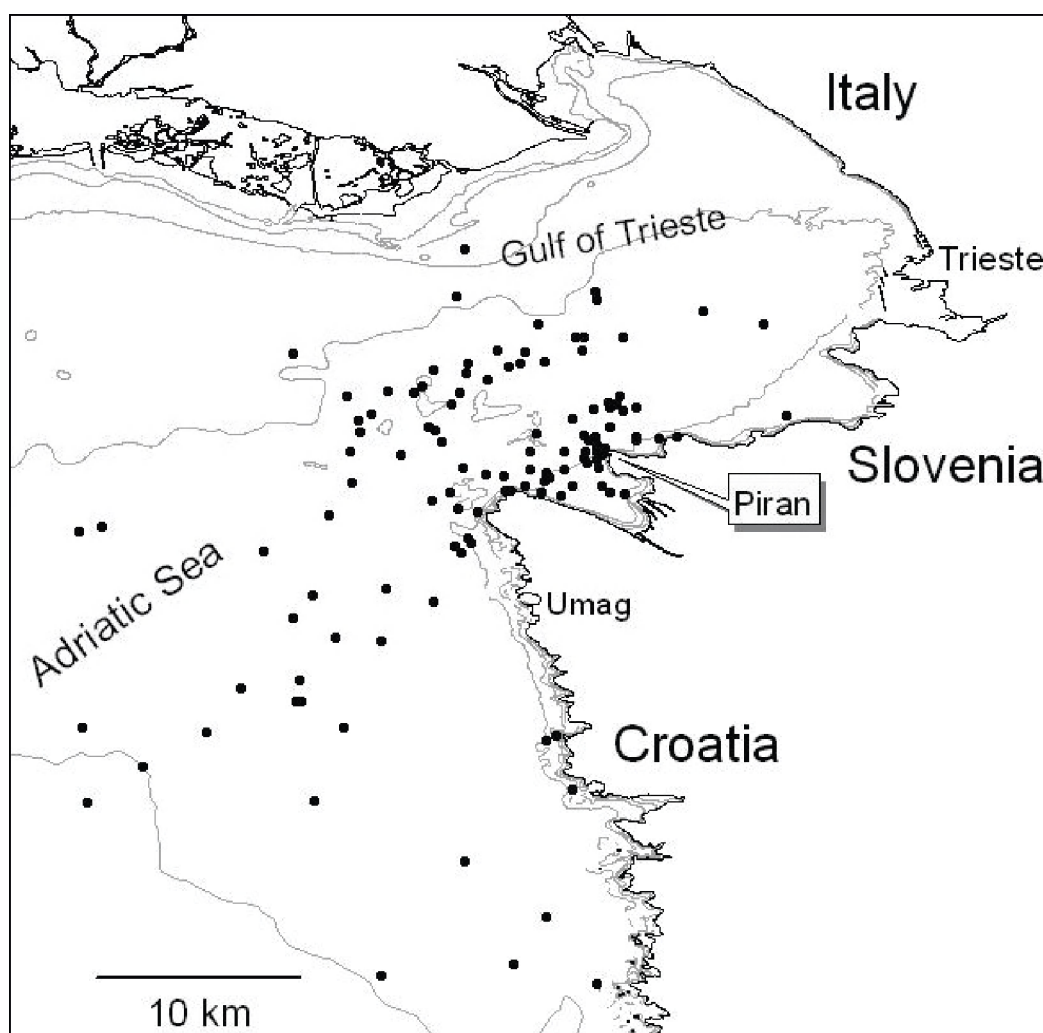 Italy
Gulf of Trieste
Trieste
Slovenia
Piran
Adriatic Sea
Umag
Croatia
10 km